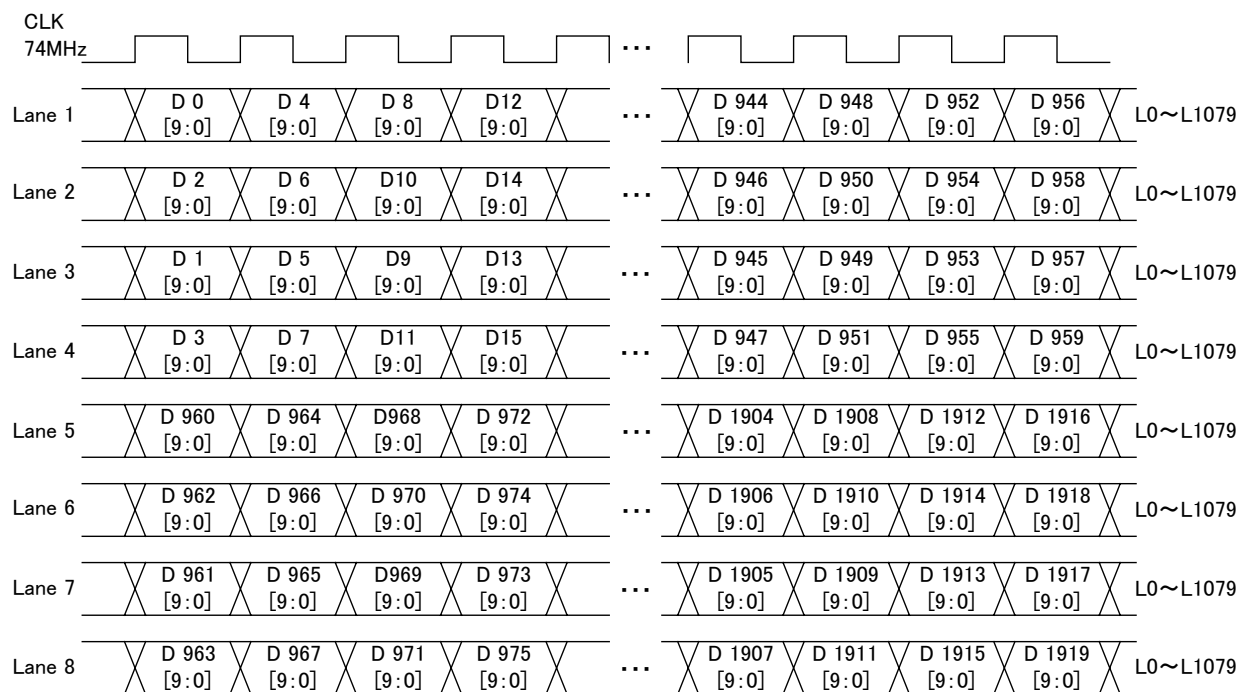 CLK
74MHz
...
Lane 1 D 0 D 4 D 8 D12 ... D 944 D 948 D 952 D 956 L0～L1079
[9:0] [9:0] [9:0] [9:0] [9:0] [9:0] [9:0] [9:0]
Lane 2 D 2 D 6 D10 D14 ... D 946 D 950 D 954 D 958 L0～L1079
[9:0] [9:0] [9:0] [9:0] [9:0] [9:0] [9:0] [9:0]
Lane 3 D 1 D 5 D9 D13 ... D 945 D 949 D 953 D 957 L0～L1079
[9:0] [9:0] [9:0] [9:0] [9:0] [9:0] [9:0] [9:0]
Lane 4 D 3 D 7 D11 D15 ... D 947 D 951 D 955 D 959 L0～L1079
[9:0] [9:0] [9:0] [9:0] [9:0] [9:0] [9:0] [9:0]
Lane 5 D 960 D 964 D968 D 972 ... D 1904 D 1908 D 1912 D 1916 L0～L1079
[9:0] [9:0] [9:0] [9:0] [9:0] [9:0] [9:0] [9:0]
Lane 6 D 962 D 966 D 970 D 974 ... D 1906 D 1910 D 1914 D 1918 L0～L1079
[9:0] [9:0] [9:0] [9:0] [9:0] [9:0] [9:0] [9:0]
Lane 7 D 961 D 965 D969 D 973 ... D 1905 D 1909 D 1913 D 1917 L0～L1079
[9:0] [9:0] [9:0] [9:0] [9:0] [9:0] [9:0] [9:0]
Lane 8 D 963 D 967 D 971 D 975 ... D 1907 D 1911 D 1915 D 1919 L0～L1079
[9:0] [9:0] [9:0] [9:0] [9:0] [9:0] [9:0] [9:0]